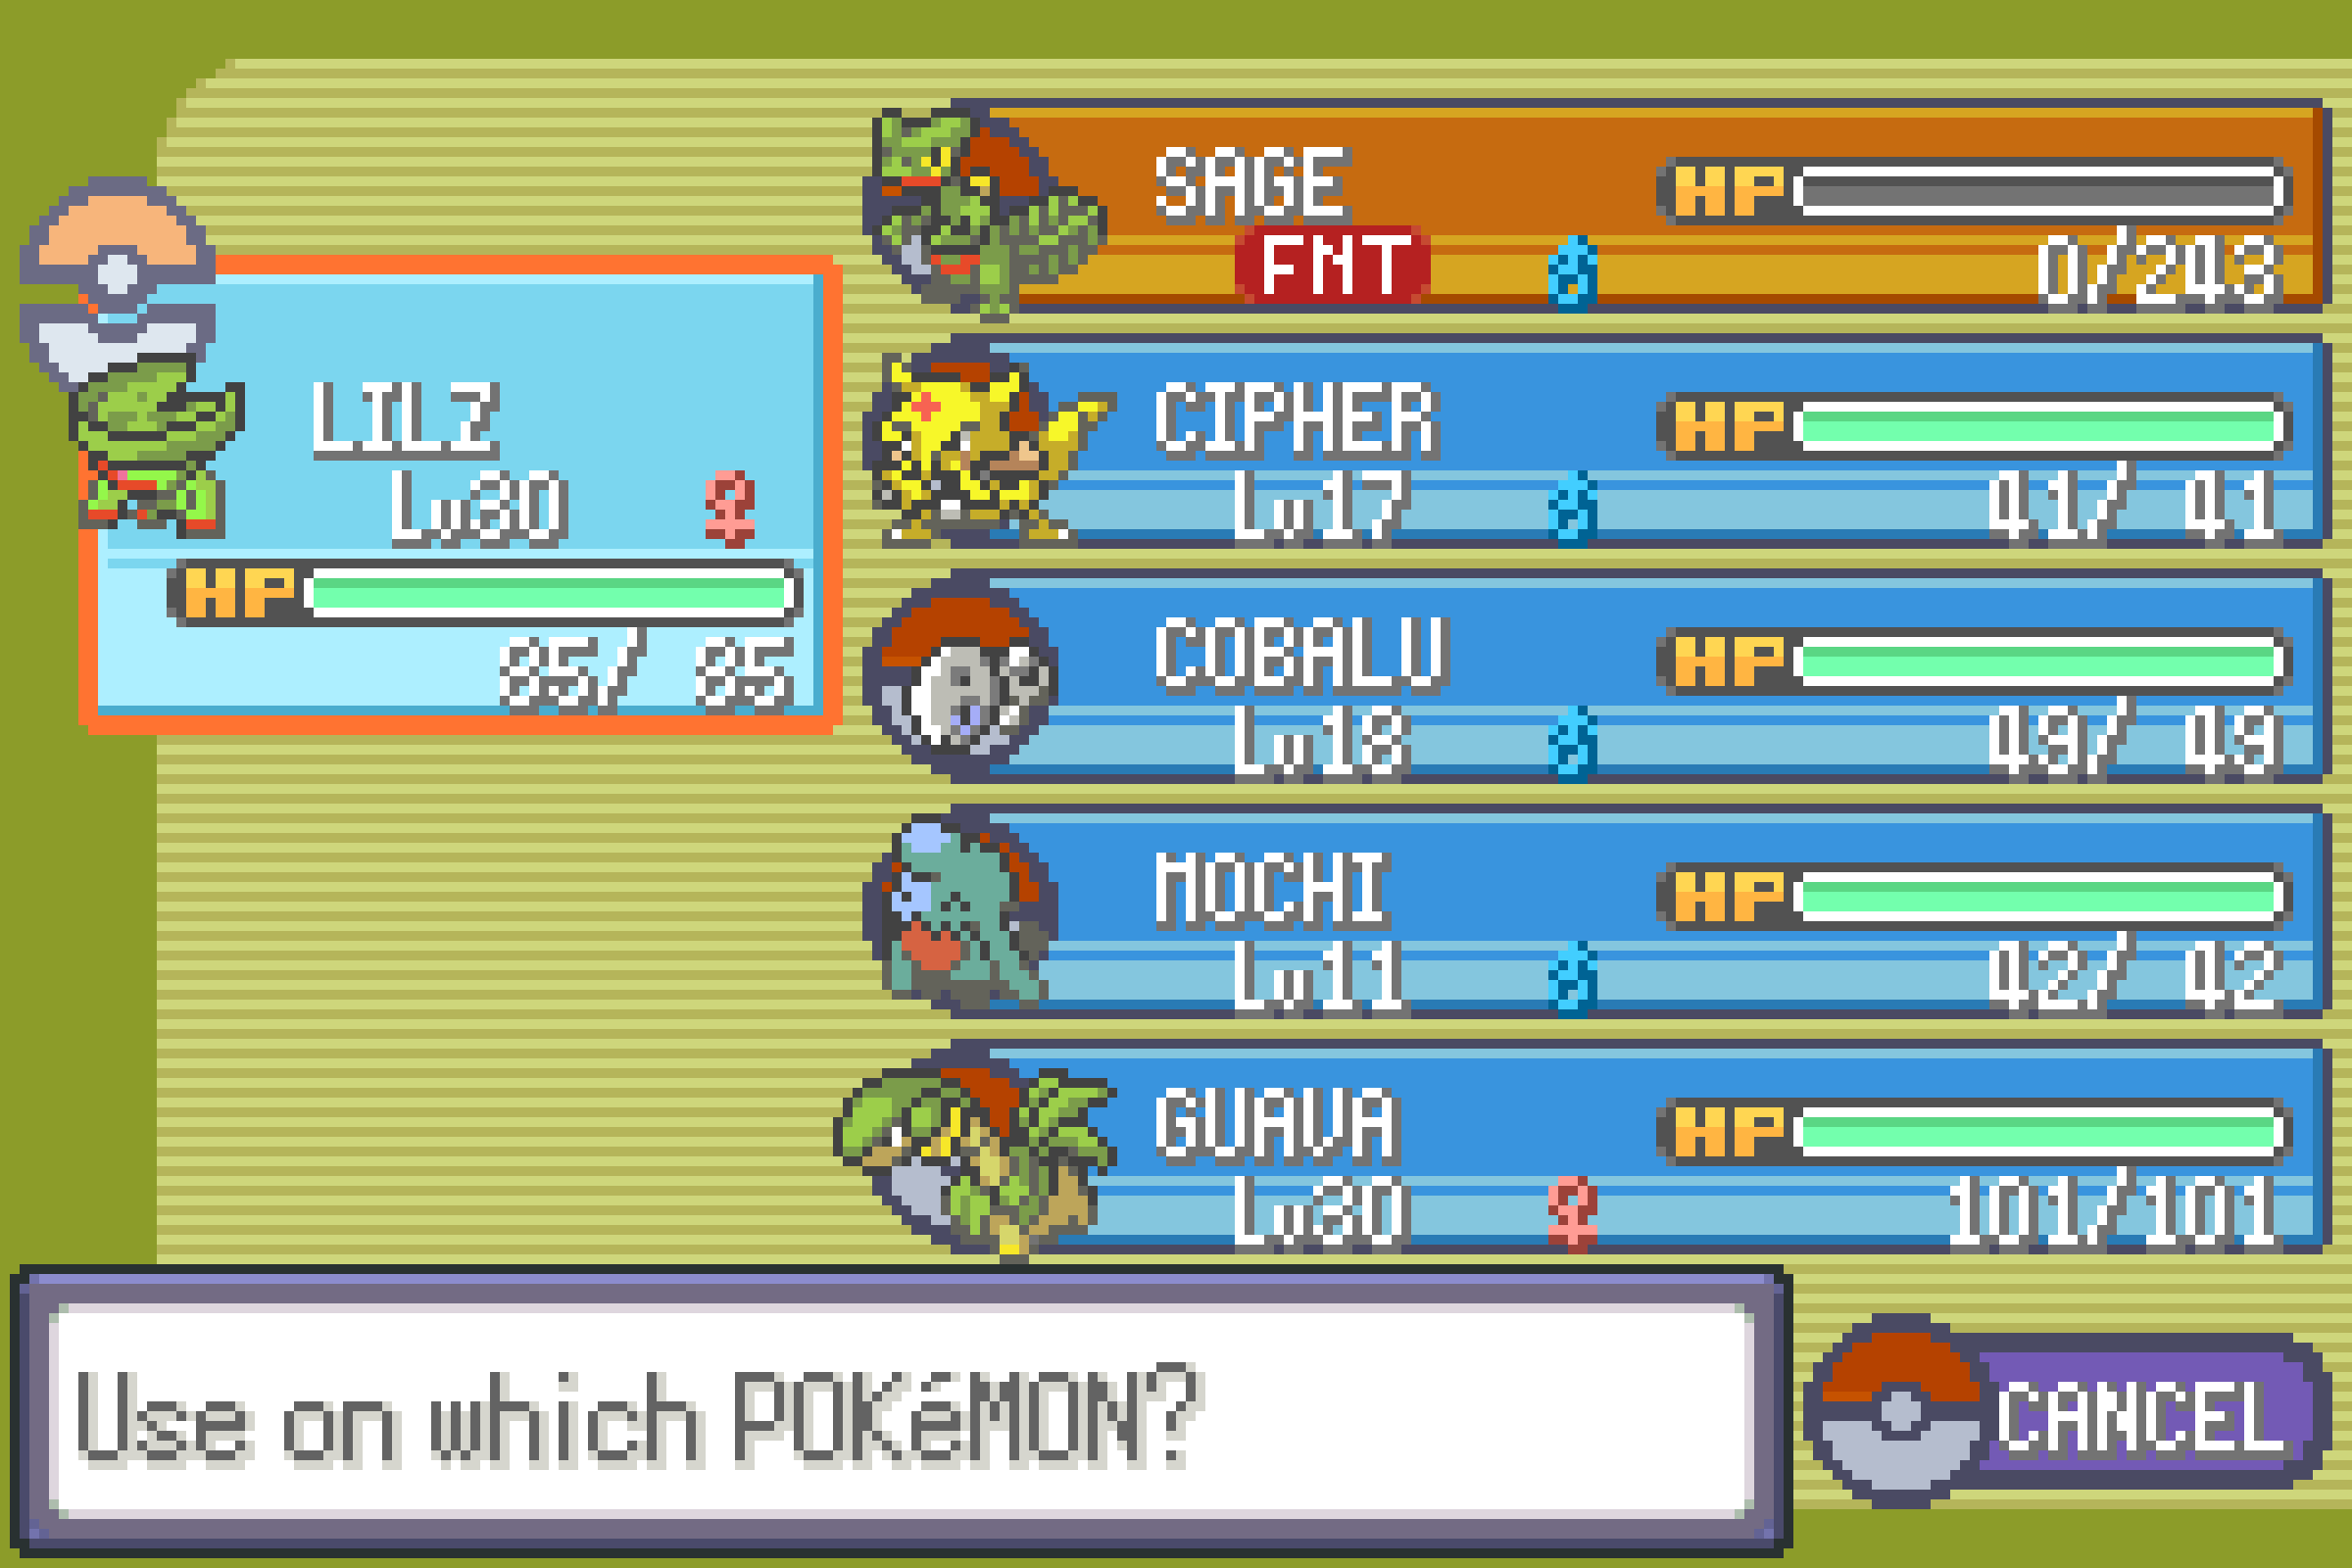 LILZ
Lv30 ♀
HP
85/ 85
SAGE HP
FNT ♂ 0/243
CIPHER HP
Lv17 ♂ 41/ 41
COBALU HP
Lv18 ♂ 49/ 49
MOCHI HP
Lv11 ♂ 42/ 42
GUAVA HP
Lv30 ♀ 101/101
Use on which POKéMON?
CANCEL